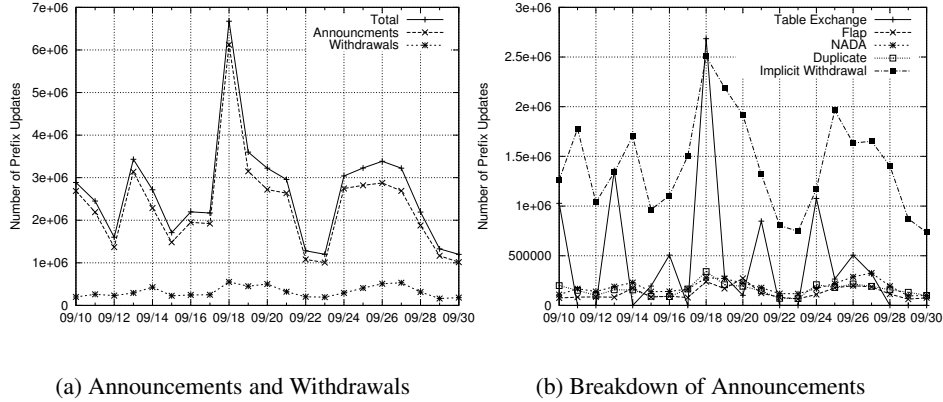 7e+06
6e+06
5e+06
4e+06
3e+06
2e+06
1e+06
0
Number of Prefix Updates
09/10 09/12 09/14 09/16 09/18 09/20 09/22 09/24 09/26 09/28 09/30
Total
Announcments
Withdrawals
(a) Announcements and Withdrawals
3e+06
2.5e+06
2e+06
1.5e+06
1e+06
500000
0
Number of Prefix Updates
09/10 09/12 09/14 09/16 09/18 09/20 09/22 09/24 09/26 09/28 09/30
Table Exchange
Flap
NADA
Duplicate
Implicit Withdrawal
(b) Breakdown of Announcements